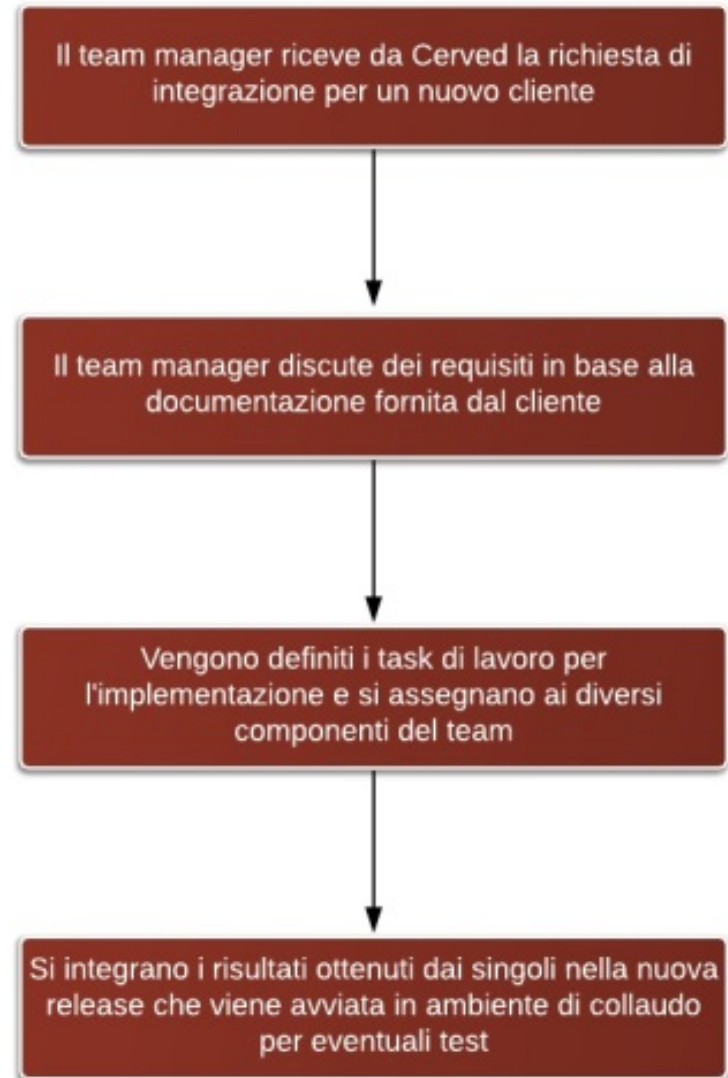 Il team manager riceve da Cerved la richiesta di
integrazione per un nuovo cliente
Il team manager discute dei requisiti in base alla
documentazione fornita dal cliente
Vengono definiti i task di lavoro per
l'implementazione e si assegnano ai diversi
componenti del team
Si integrano i risultati ottenuti dai singoli nella nuova
release che viene avviata in ambiente di collaudo
per eventuali test